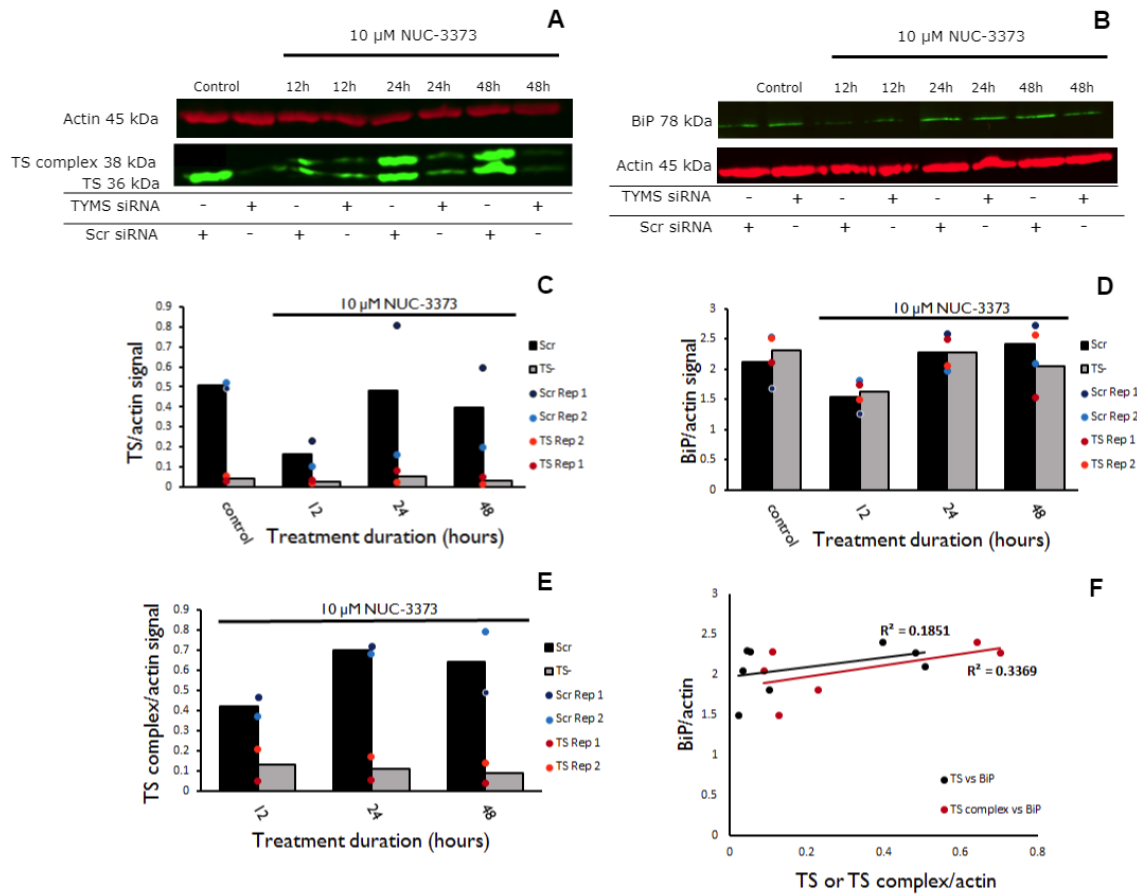 A
10 µM NUC-3373
Control 12h 12h 24h 24h 48h 48h
Actin 45 kDa
TS complex 38 kDa
TS 36 kDa
TYMS siRNA - + - + - + - +
Scr siRNA + - + - + - + -
B
10 µM NUC-3373
Control 12h 12h 24h 24h 48h 48h
BiP 78 kDa
Actin 45 kDa
TYMS siRNA - + - + - + - +
Scr siRNA + - + - + - + -
C
10 µM NUC-3373
TS/actin signal
0.9
0.8
0.7
0.6
0.5
0.4
0.3
0.2
0.1
0
control 12 24 48
Treatment duration (hours)
Scr
TS-
Scr Rep 1
Scr Rep 2
TS Rep 2
TS Rep 1
D
10 µM NUC-3373
BiP/actin signal
3
2.5
2
1.5
1
0.5
0
control 12 24 48
Treatment duration (hours)
Scr
TS-
Scr Rep 1
Scr Rep 2
TS Rep 1
TS Rep 2
E
10 µM NUC-3373
TS complex/actin signal
0.9
0.8
0.7
0.6
0.5
0.4
0.3
0.2
0.1
0
12 24 48
Treatment duration (hours)
Scr
TS-
Scr Rep 1
Scr Rep 2
TS Rep 1
TS Rep 2
F
BiP/actin
3
2.5
2
1.5
1
0.5
0
R² = 0.1851
R² = 0.3369
TS vs BiP
TS complex vs BiP
0 0.2 0.4 0.6 0.8
TS or TS complex/actin